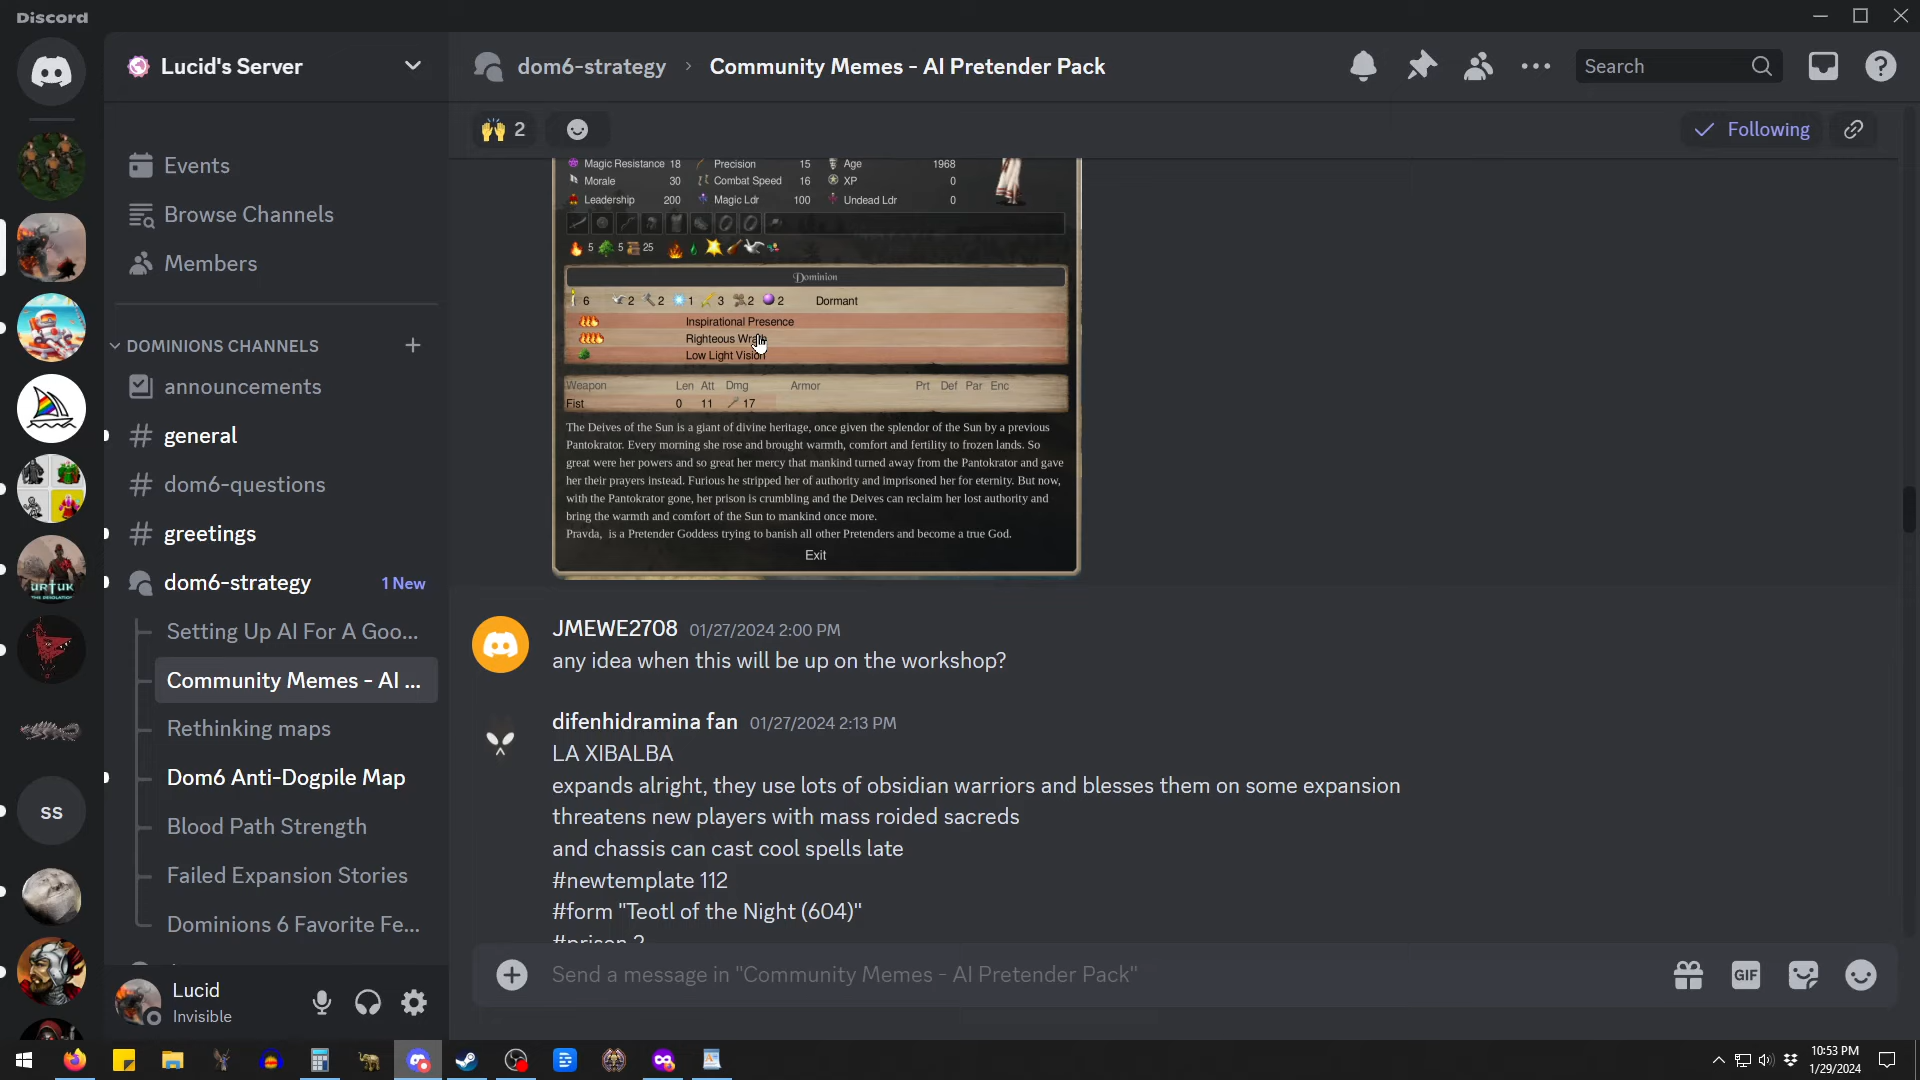 Discord
Lucid's Server
dom6-strategy
Community Memes - AI Pretender Pack
Search
2
Following
Events
Browse Channels
Members
DOMINIONS CHANNELS
announcements
general
dom6-questions
greetings
dom6-strategy
1 New
Setting Up AI For A Goo...
Community Memes - AI ...
Rethinking maps
Dom6 Anti-Dogpile Map
Blood Path Strength
Failed Expansion Stories
Dominions 6 Favorite Fe...
SS
Lucid
Invisible
Magic Resistance 18 Precision 15 Age 1968
Morale 30 Combat Speed 16 XP 0
Leadership 200 Magic Ldr 100 Undead Ldr 0
5 5 25
Dominion
6 2 2 1 3 2 2 Dormant
Inspirational Presence
Righteous Wrath
Low Light Vision
Weapon Len Att Dmg Armor Prt Def Par Enc
Fist 0 11 17
The Deives of the Sun is a giant of divine heritage, once given the splendor of the Sun by a previous
Pantokrator. Every morning she rose and brought warmth, comfort and fertility to frozen lands. So
great were her powers and so great her mercy that mankind turned away from the Pantokrator and gave
her their prayers instead. Furious he stripped her of authority and imprisoned her for eternity. But now,
with the Pantokrator gone, her prison is crumbling and the Deives can reclaim her lost authority and
bring the warmth and comfort of the Sun to mankind once more.
Pravda, is a Pretender Goddess trying to banish all other Pretenders and become a true God.
Exit
JMEWE2708 01/27/2024 2:00 PM
any idea when this will be up on the workshop?
difenhidramina fan 01/27/2024 2:13 PM
LA XIBALBA
expands alright, they use lots of obsidian warriors and blesses them on some expansion
threatens new players with mass roided sacreds
and chassis can cast cool spells late
#newtemplate 112
#form "Teotl of the Night (604)"
#prison 2
Send a message in "Community Memes - AI Pretender Pack"
GIF
10:53 PM
1/29/2024